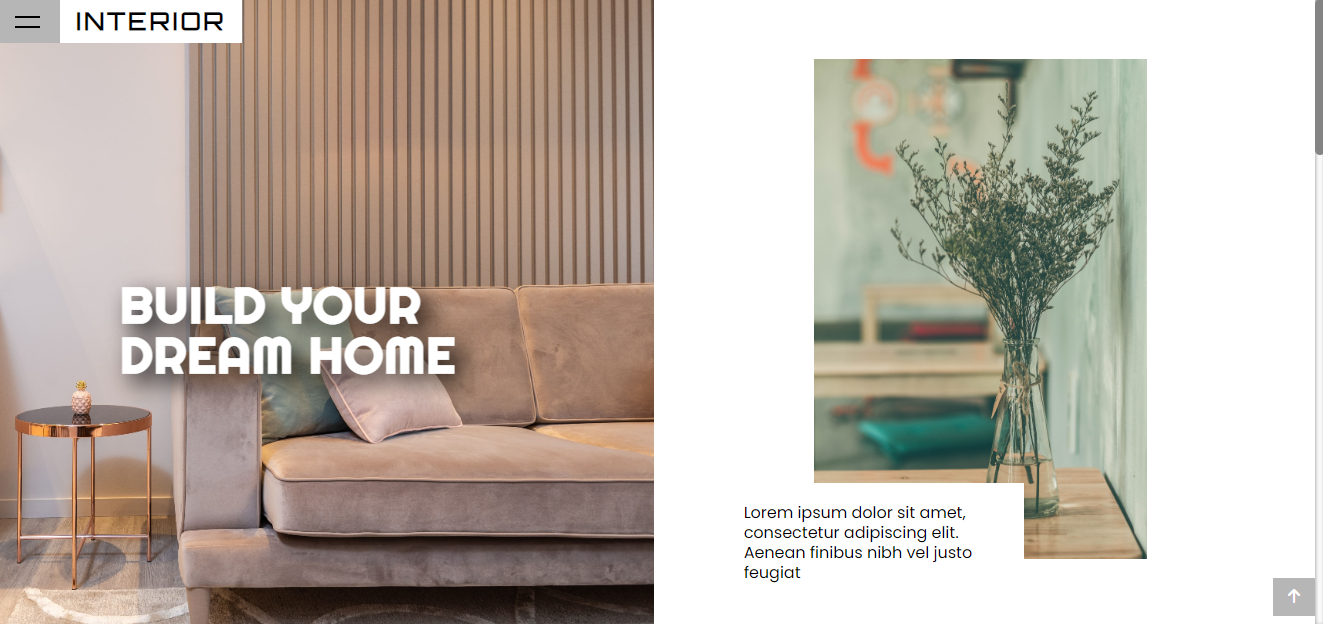 INTERIOR
BUILD YOUR
DREAM HOME
Lorem ipsum dolor sit amet,
consectetur adipiscing elit.
Aenean finibus nibh vel justo
feugiat